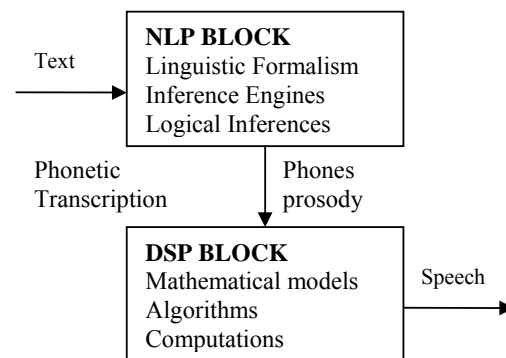 NLP BLOCK
Text
Linguistic Formalism
Inference Engines
Logical Inferences
Phonetic
Transcription
Phones
prosody
DSP BLOCK
Mathematical models
Algorithms
Computations
Speech